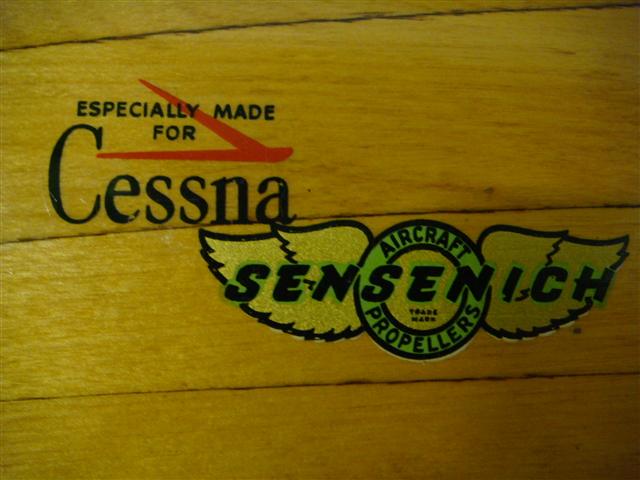 ESPECIALLY MADE
FOR
Cessna
AIRCRAFT
SENSENICH
TRADE
MARK
PROPELLERS